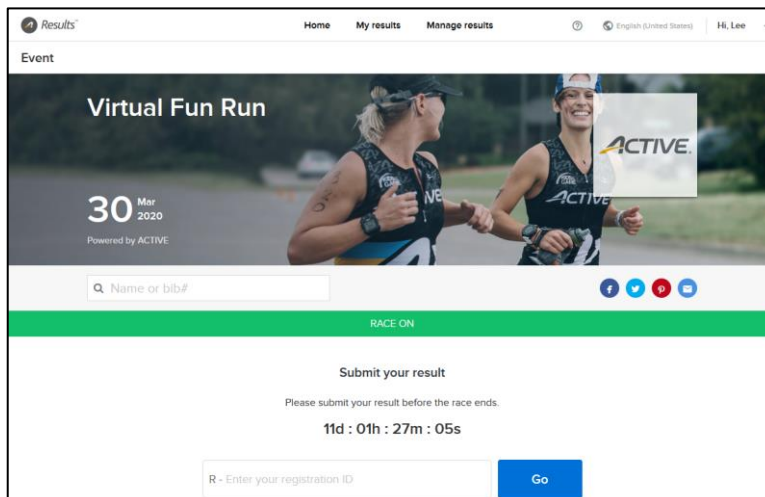 Results™
Home My results Manage results English (United States) Hi, Lee
Event
Virtual Fun Run
ACTIVE
ACTIVE
30 Mar
2020
Powered by ACTIVE
Name or bib#
RACE ON
Submit your result
Please submit your result before the race ends.
11d : 01h : 27m : 05s
R - Enter your registration ID Go